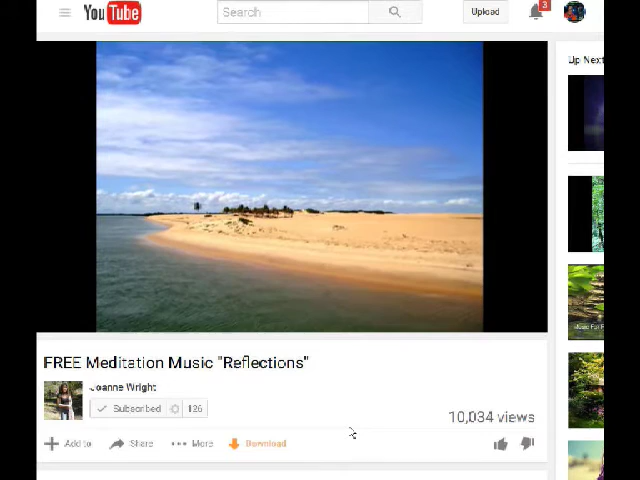 YouTube
Search
Upload
3
Up Next
FREE Meditation Music "Reflections"
Joanne Wright
Subscribed 126
10,034 views
Add to Share More Download